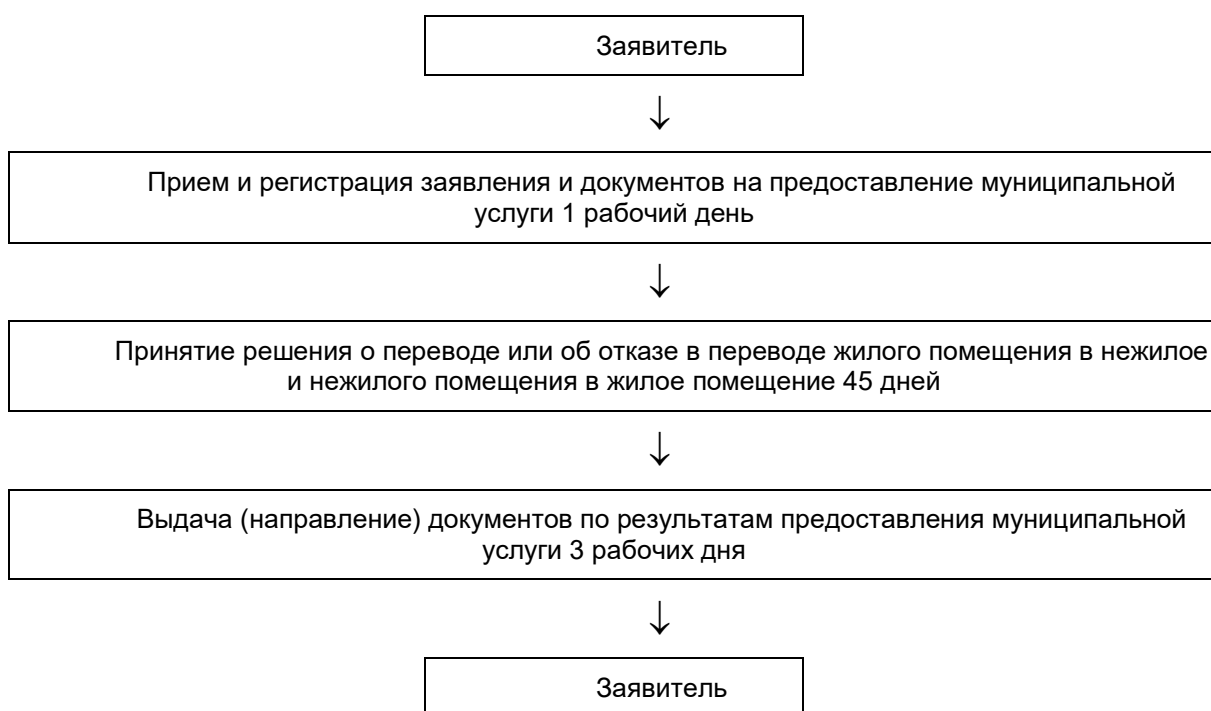 Заявитель
↓
Прием и регистрация заявления и документов на предоставление муниципальной
услуги 1 рабочий день
↓
Принятие решения о переводе или об отказе в переводе жилого помещения в нежилое
и нежилого помещения в жилое помещение 45 дней
↓
Выдача (направление) документов по результатам предоставления муниципальной
услуги 3 рабочих дня
↓
Заявитель